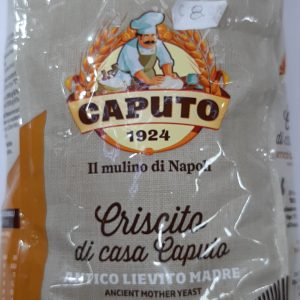 CAPUTO
1924
Il mulino di Napoli
Criscito
di casa Caputo
ANTICO LIEVITO MADRE
ANCIENT MOTHER YEAST